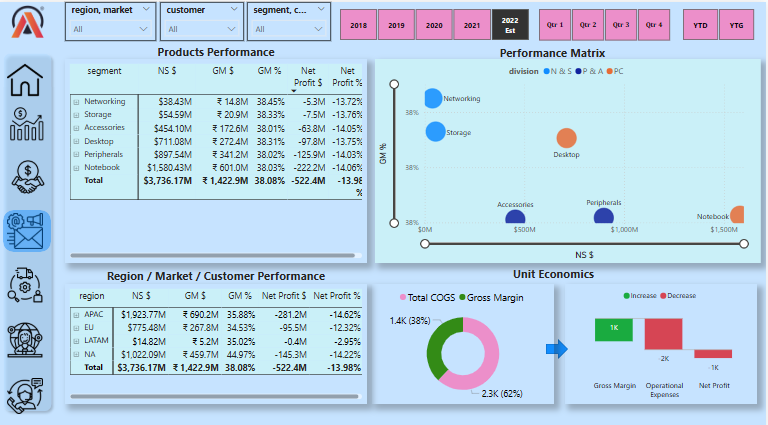 region, market
customer
segment, c...
All
All
All
2018
2019
2020
2021
2022
Est
Qtr 1
Qtr 2
Qtr 3
Qtr 4
YTD
YTG
Products Performance
segment NS $ GM $ GM % Net Profit $ Net Profit %
Networking $38.43M ₹ 14.8M 38.45% -5.3M -13.72%
Storage $54.59M ₹ 20.9M 38.33% -7.5M -13.76%
Accessories $454.10M ₹ 172.6M 38.01% -63.8M -14.05%
Desktop $711.08M ₹ 272.4M 38.31% -97.8M -13.75%
Peripherals $897.54M ₹ 341.2M 38.02% -125.9M -14.03%
Notebook $1,580.43M ₹ 601.0M 38.03% -222.2M -14.06%
Total $3,736.17M ₹ 1,422.9M 38.08% -522.4M -13.98
%
Performance Matrix
division N & S P & A PC
GM %
38%
38%
38%
Networking
Storage
Desktop
Accessories
Peripherals
Notebook
$0M $500M $1,000M $1,500M
NS $
Region / Market / Customer Performance
region NS $ GM $ GM % Net Profit $ Net Profit %
APAC $1,923.77M ₹ 690.2M 35.88% -281.2M -14.62%
EU $775.48M ₹ 267.8M 34.53% -95.5M -12.32%
LATAM $14.82M ₹ 5.2M 35.02% -0.4M -2.95%
NA $1,022.09M ₹ 459.7M 44.97% -145.3M -14.22%
Total $3,736.17M ₹ 1,422.9M 38.08% -522.4M -13.98%
Unit Economics
Total COGS Gross Margin
1.4K (38%)
2.3K (62%)
Increase Decrease
1K
-2K
-1K
Gross Margin
Operational
Expenses
Net Profit